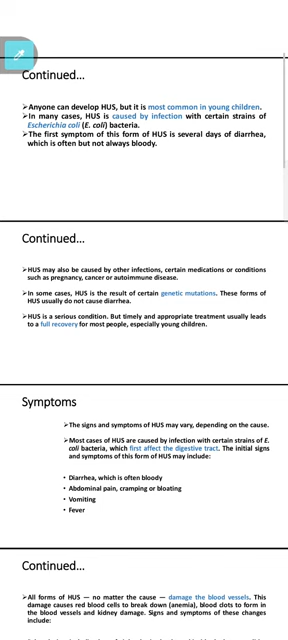 Continued...
➢Anyone can develop HUS, but it is most common in young children.
➢In many cases, HUS is caused by infection with certain strains of
Escherichia coli (E. coli) bacteria.
➢The first symptom of this form of HUS is several days of diarrhea,
which is often but not always bloody.
Continued...
➢HUS may also be caused by other infections, certain medications or conditions
such as pregnancy, cancer or autoimmune disease.
➢In some cases, HUS is the result of certain genetic mutations. These forms of
HUS usually do not cause diarrhea.
➢HUS is a serious condition. But timely and appropriate treatment usually leads
to a full recovery for most people, especially young children.
Symptoms
➢The signs and symptoms of HUS may vary, depending on the cause.
➢Most cases of HUS are caused by infection with certain strains of E.
coli bacteria, which first affect the digestive tract. The initial signs
and symptoms of this form of HUS may include:
• Diarrhea, which is often bloody
• Abdominal pain, cramping or bloating
• Vomiting
• Fever
Continued...
➢All forms of HUS — no matter the cause — damage the blood vessels. This
damage causes red blood cells to break down (anemia), blood clots to form in
the blood vessels and kidney damage. Signs and symptoms of these changes
include: